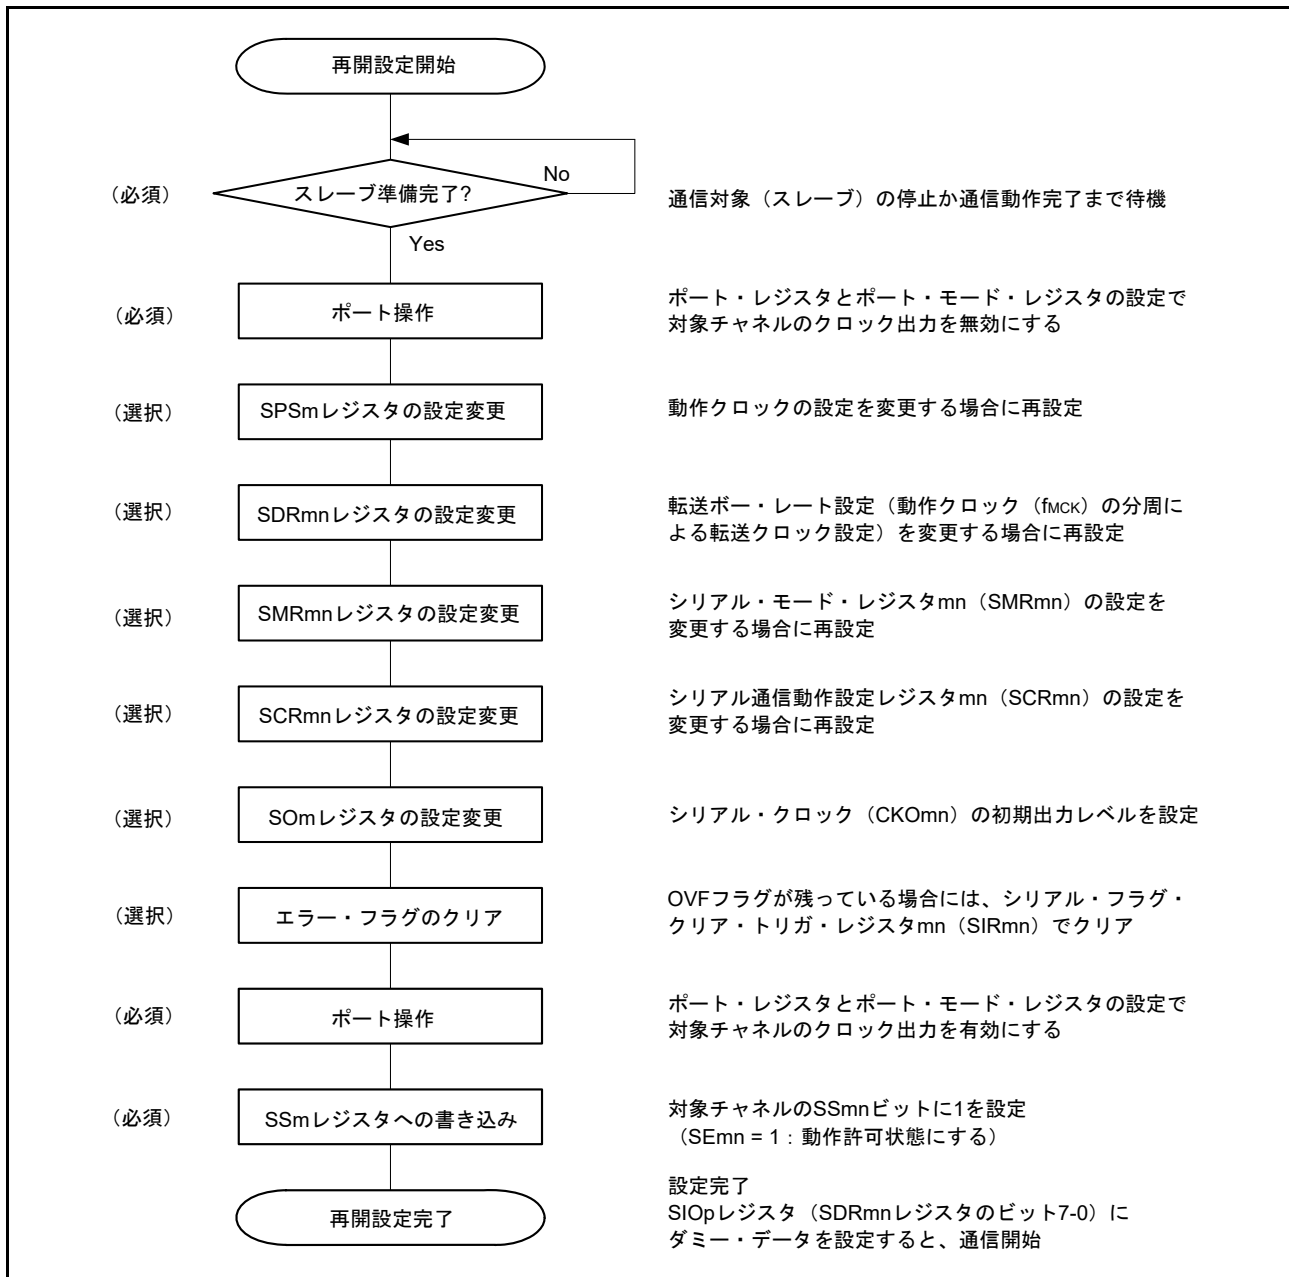 再開設定開始
No
（必須）
スレーブ準備完了?
通信対象（スレーブ）の停止か通信動作完了まで待機
Yes
（必須）
ポート操作
ポート・レジスタとポート・モード・レジスタの設定で
対象チャネルのクロック出力を無効にする
（選択）
SPSmレジスタの設定変更
動作クロックの設定を変更する場合に再設定
（選択）
SDRmnレジスタの設定変更
転送ボー・レート設定（動作クロック（fMCK）の分周に
よる転送クロック設定）を変更する場合に再設定
（選択）
SMRmnレジスタの設定変更
シリアル・モード・レジスタmn（SMRmn）の設定を
変更する場合に再設定
（選択）
SCRmnレジスタの設定変更
シリアル通信動作設定レジスタmn（SCRmn）の設定を
変更する場合に再設定
（選択）
SOmレジスタの設定変更
シリアル・クロック（CKOmn）の初期出力レベルを設定
（選択）
エラー・フラグのクリア
OVFフラグが残っている場合には、シリアル・フラグ・
クリア・トリガ・レジスタmn（SIRmn）でクリア
（必須）
ポート操作
ポート・レジスタとポート・モード・レジスタの設定で
対象チャネルのクロック出力を有効にする
（必須）
SSmレジスタへの書き込み
対象チャネルのSSmnビットに1を設定
（SEmn = 1：動作許可状態にする）
再開設定完了
設定完了
SIOpレジスタ（SDRmnレジスタのビット7-0）に
ダミー・データを設定すると、通信開始